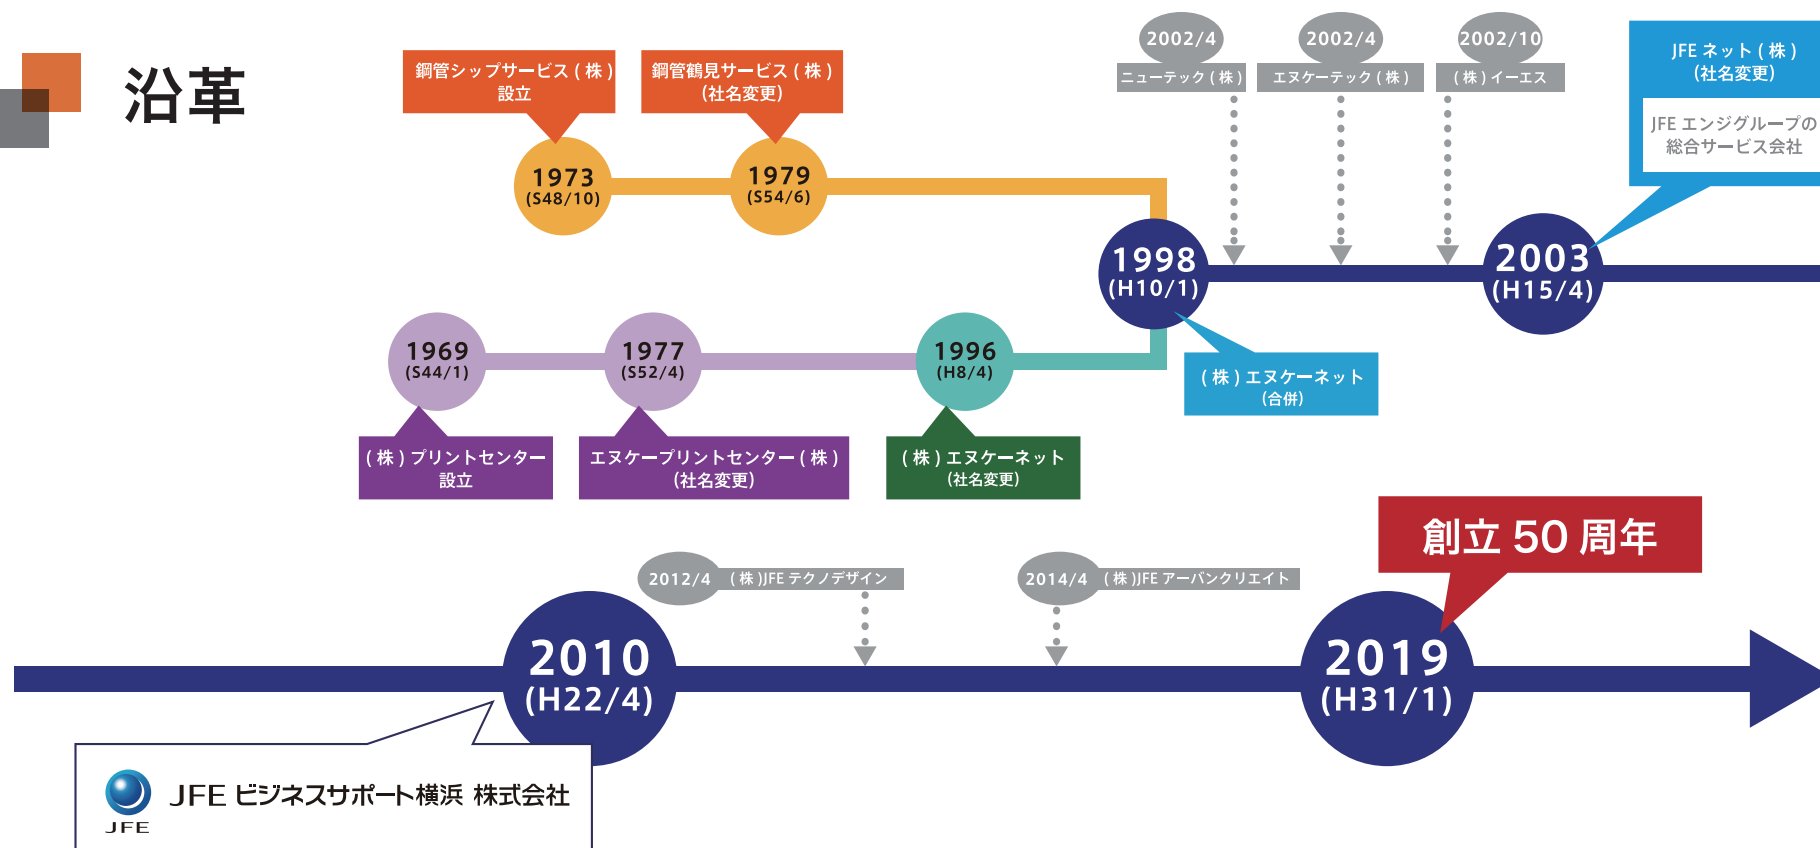 沿革
鋼管シップサービス(株)
設立
鋼管鶴見サービス(株)
(社名変更)
1973
(S48/10)
1979
(S54/6)
2002/4
ニューテック(株)
2002/4
エヌケーテック(株)
2002/10
(株)イーエス
JFE ネット(株)
(社名変更)
JFE エンジグループの
総合サービス会社
1998
(H10/1)
2003
(H15/4)
(株)エヌケーネット
(合併)
1969
(S44/1)
1977
(S52/4)
1996
(H8/4)
(株)プリントセンター
設立
エヌケープリントセンター(株)
(社名変更)
(株)エヌケーネット
(社名変更)
創立 50 周年
2012/4
(株)JFE テクノデザイン
2014/4
(株)JFE アーバンクリエイト
2010
(H22/4)
2019
(H31/1)
JFE ビジネスサポート横浜 株式会社
JFE